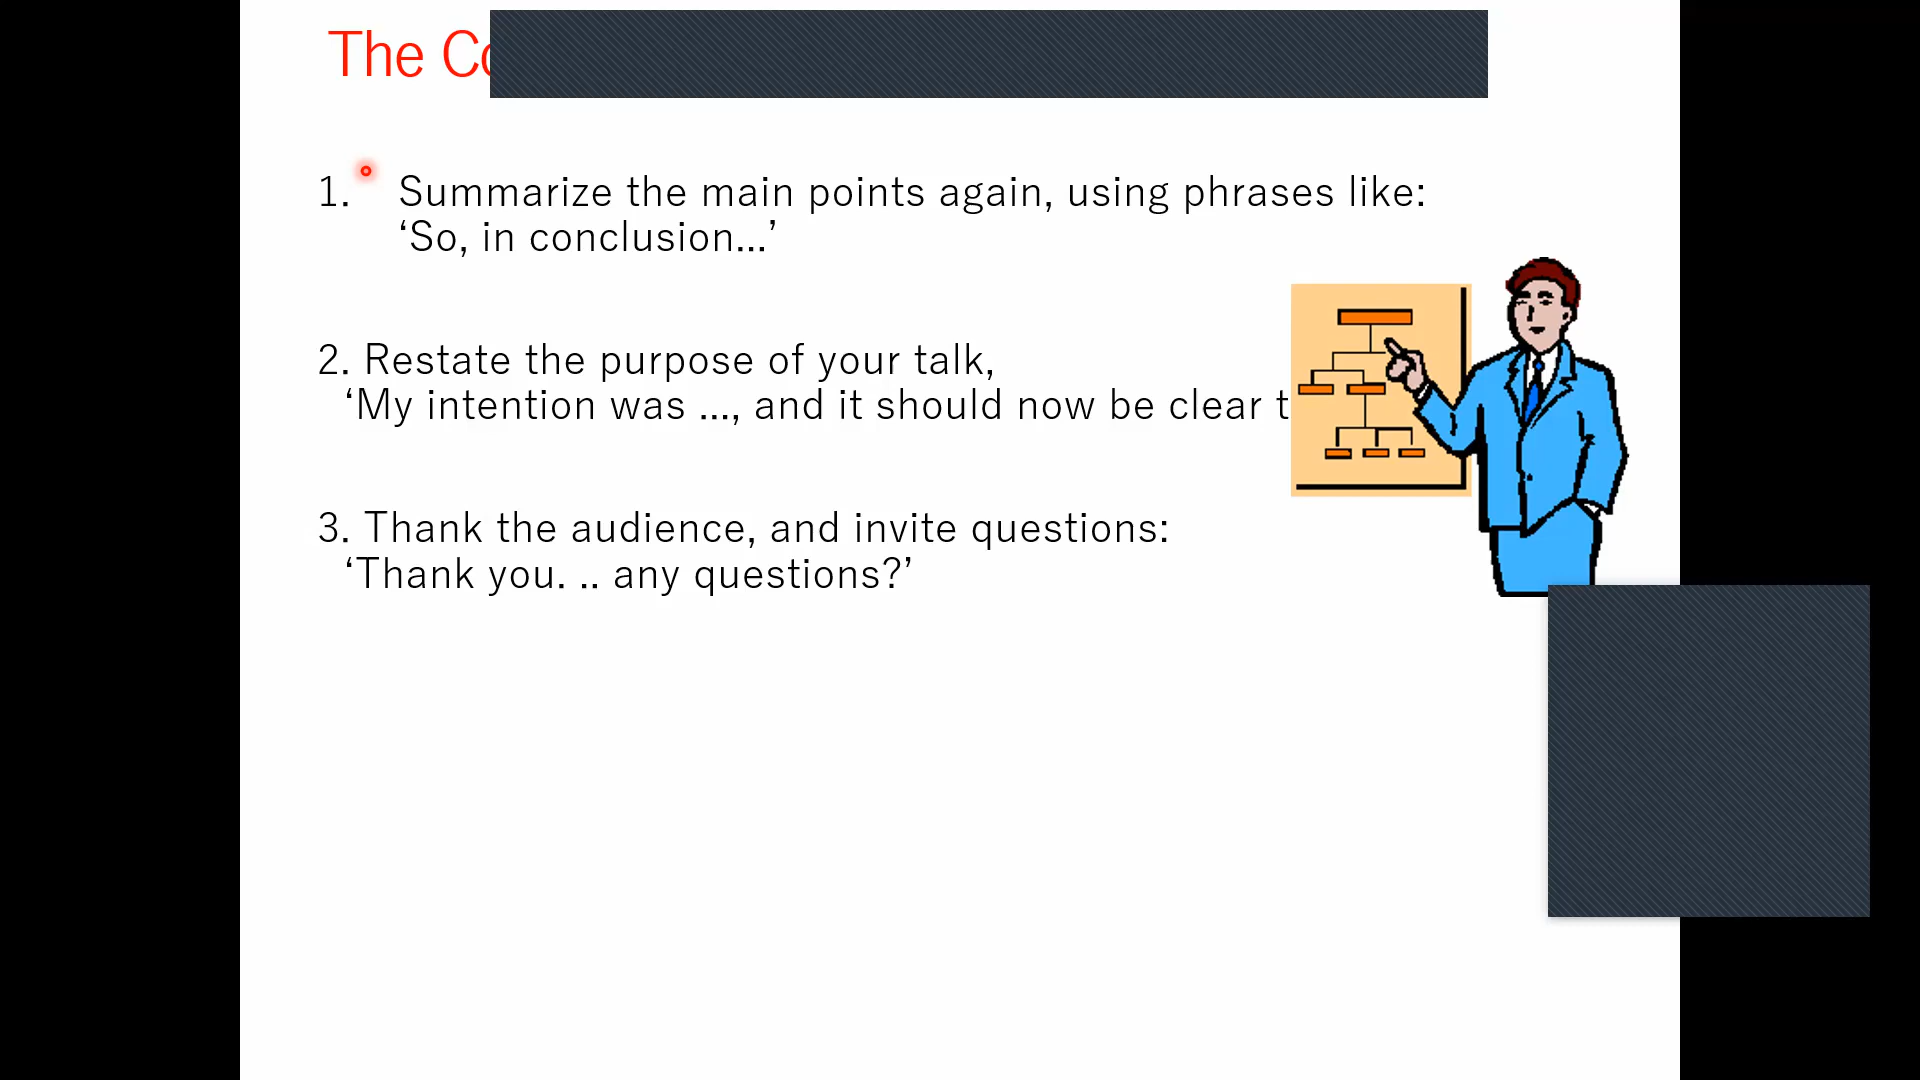 The
1. Summarize the main points again, using phrases like:
‘So, in conclusion...’
2. Restate the purpose of your talk,
‘My intention was ..., and it should now be clear
3. Thank the audience, and invite questions:
‘Thank you. .. any questions?’